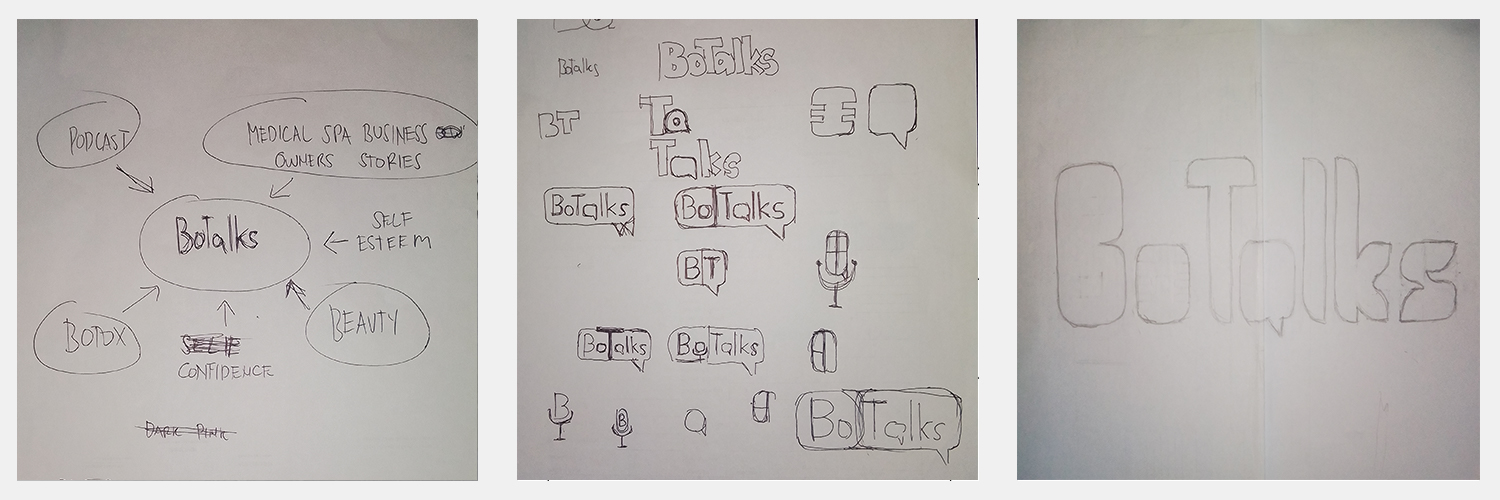 PODCAST
MEDICAL SPA BUSINESS
OWNERS STORIES
BoTalks
SELF
ESTEEM
BOTOX
SELF
CONFIDENCE
BEAUTY
DARK PINK
BoTalks
BoTalks
BT
Ta
Talks
BoTalks
BoTalks
BT
BoTalks
BoTalks
B
B
BoTalks
BoTalks